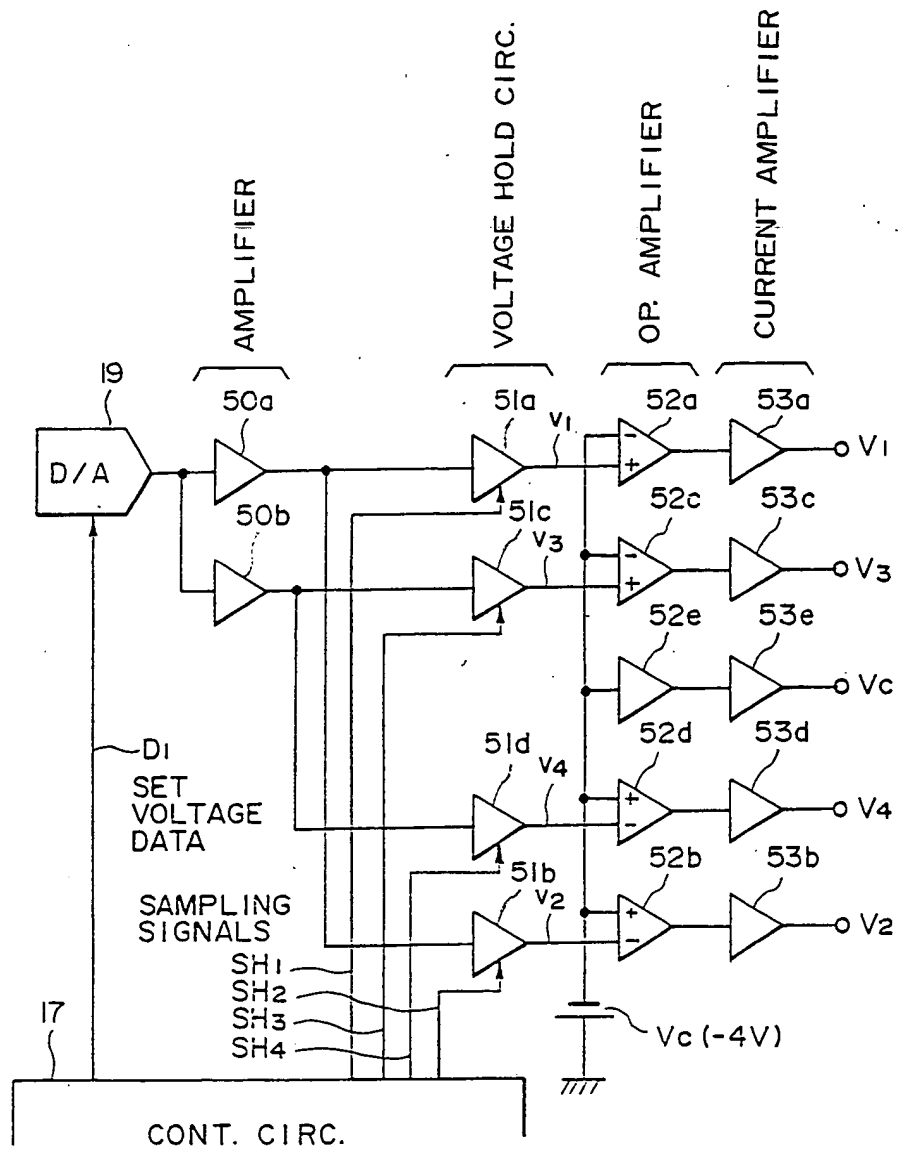 AMPLIFIER
VOLTAGE HOLD CIRC.
OP. AMPLIFIER
CURRENT AMPLIFIER
19
50a
51a
52a
53a
D/A
v1
-
+
V1
50b
51c
52c
53c
v3
-
+
V3
52e
53e
Vc
D1
SET
VOLTAGE
DATA
51d
52d
53d
v4
+
-
V4
SAMPLING
SIGNALS
51b
52b
53b
v2
+
-
V2
SH1
SH2
SH3
SH4
17
Vc (-4V)
CONT. CIRC.